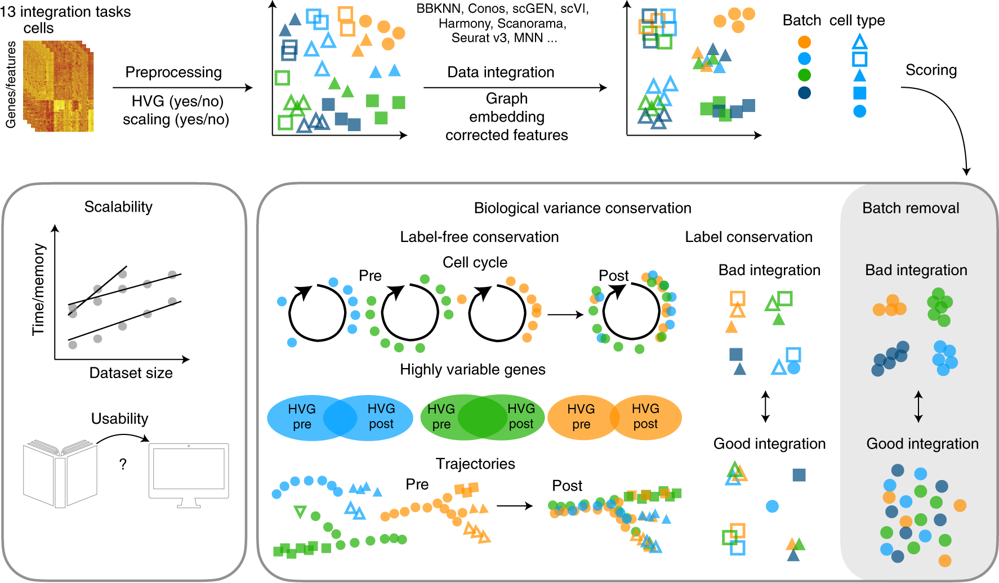 13 integration tasks
cells
Genes/features
Preprocessing
HVG (yes/no)
scaling (yes/no)
BBKNN, Conos, scGEN, scVI,
Harmony, Scanorama,
Seurat v3, MNN ...
Data integration
Graph
embedding
corrected features
Batch cell type
Scoring
Scalability
Time/memory
Dataset size
Usability
?
Biological variance conservation
Label-free conservation
Cell cycle
Pre
Post
Highly variable genes
HVG
pre
HVG
post
HVG
pre
HVG
post
HVG
pre
HVG
post
Trajectories
Pre
Post
Label conservation
Bad integration
Good integration
Batch removal
Bad integration
Good integration